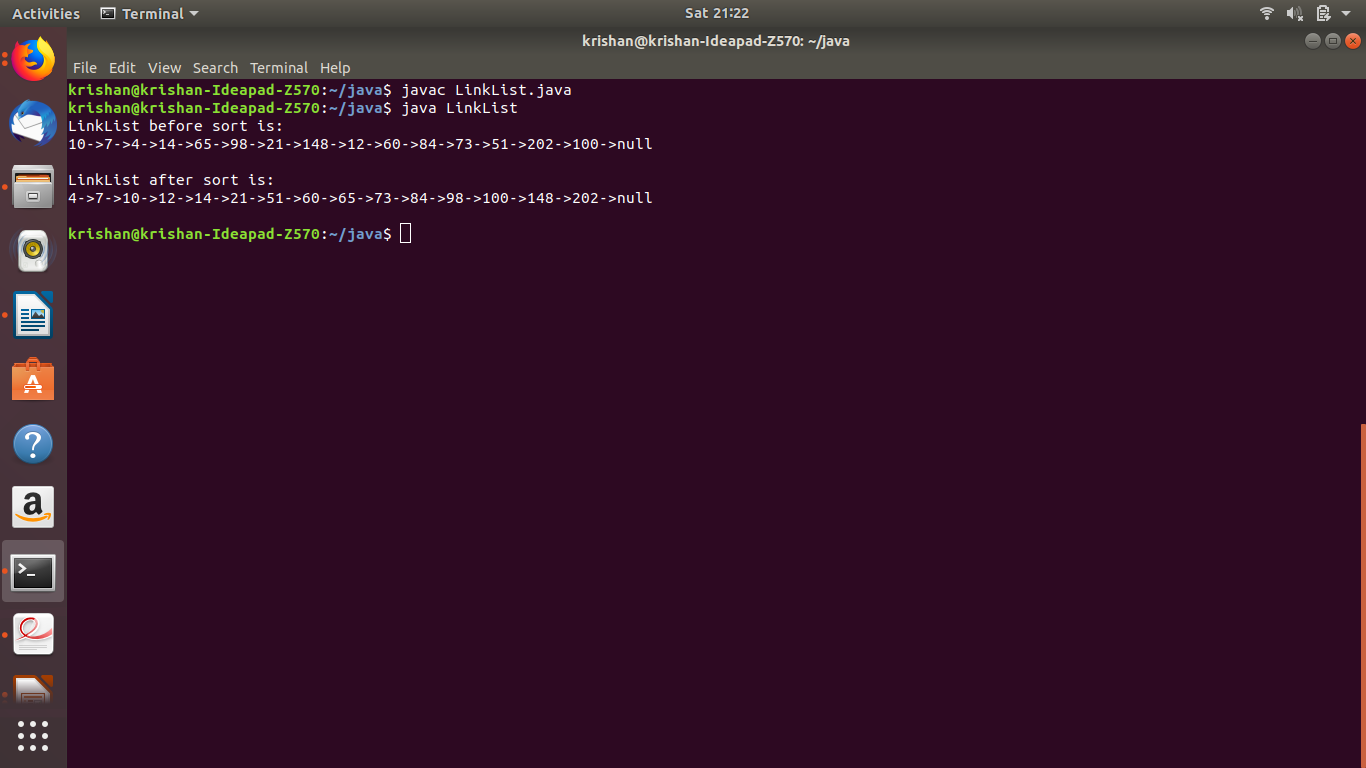 Activities Terminal Sat 21:22
krishan@krishan-Ideapad-Z570: ~/java
File Edit View Search Terminal Help
krishan@krishan-Ideapad-Z570:~/java$ javac LinkList.java
krishan@krishan-Ideapad-Z570:~/java$ java LinkList
LinkList before sort is:
10->7->4->14->65->98->21->148->12->60->84->73->51->202->100->null
LinkList after sort is:
4->7->10->12->14->21->51->60->65->73->84->98->100->148->202->null
krishan@krishan-Ideapad-Z570:~/java$